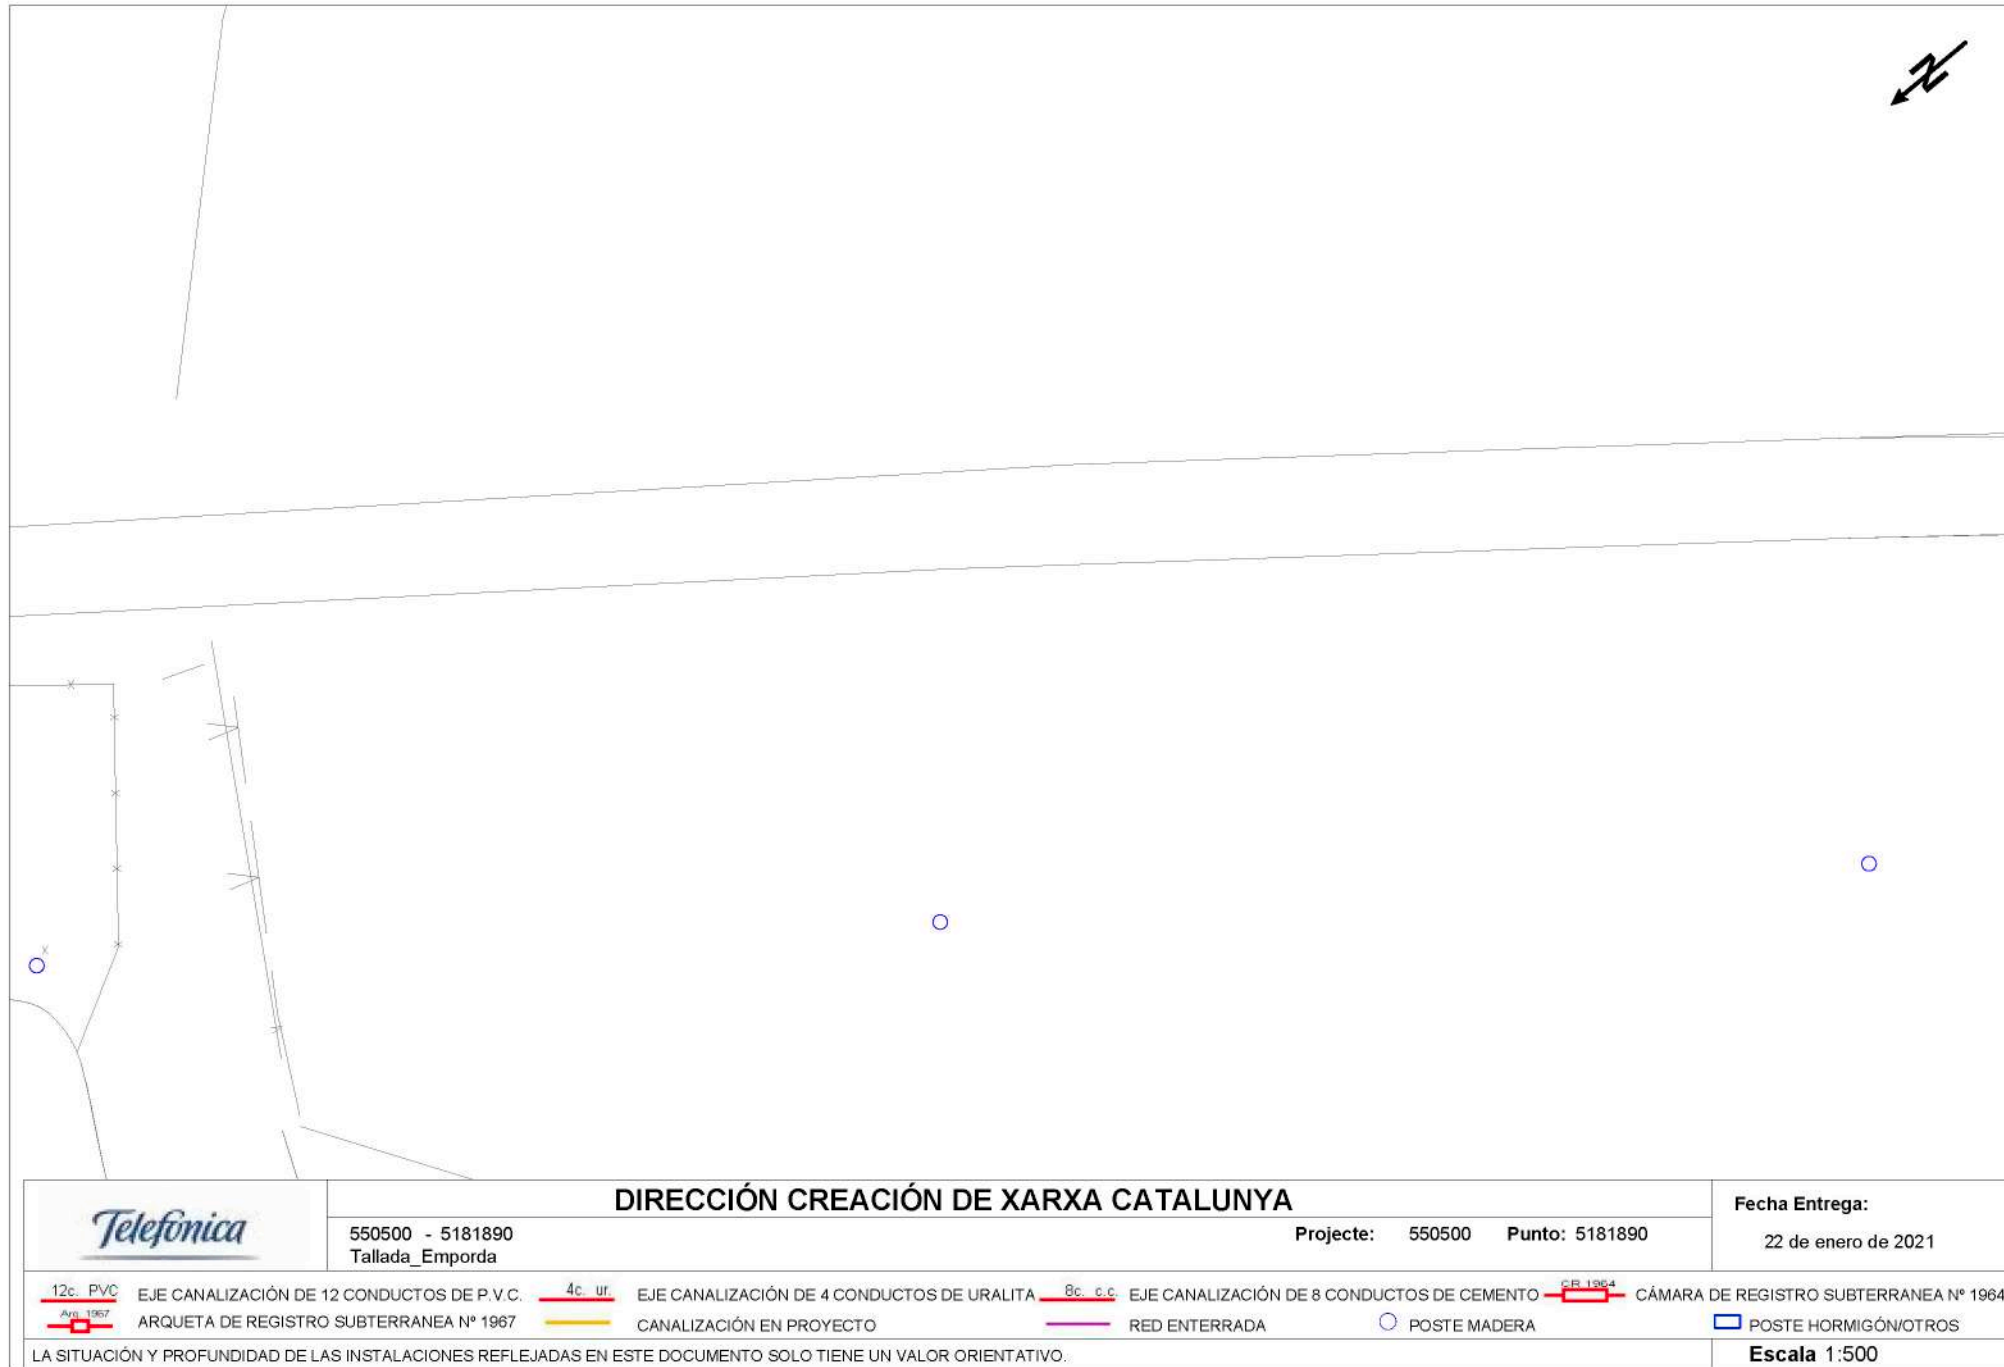 N
DIRECCIÓN CREACIÓN DE XARXA CATALUNYA
Telefónica
550500 - 5181890
Tallada_Emporda
Projecte: 550500 Punto: 5181890
Fecha Entrega:
22 de enero de 2021
12c. PVC EJE CANALIZACIÓN DE 12 CONDUCTOS DE P.V.C. 4c. ur. EJE CANALIZACIÓN DE 4 CONDUCTOS DE URALITA 8c. c.c. EJE CANALIZACIÓN DE 8 CONDUCTOS DE CEMENTO CR 1964 CÁMARA DE REGISTRO SUBTERRANEA Nº 1964
Arq. 1967 ARQUETA DE REGISTRO SUBTERRANEA Nº 1967 CANALIZACIÓN EN PROYECTO RED ENTERRADA POSTE MADERA POSTE HORMIGÓN/OTROS
LA SITUACIÓN Y PROFUNDIDAD DE LAS INSTALACIONES REFLEJADAS EN ESTE DOCUMENTO SOLO TIENE UN VALOR ORIENTATIVO.
Escala 1:500